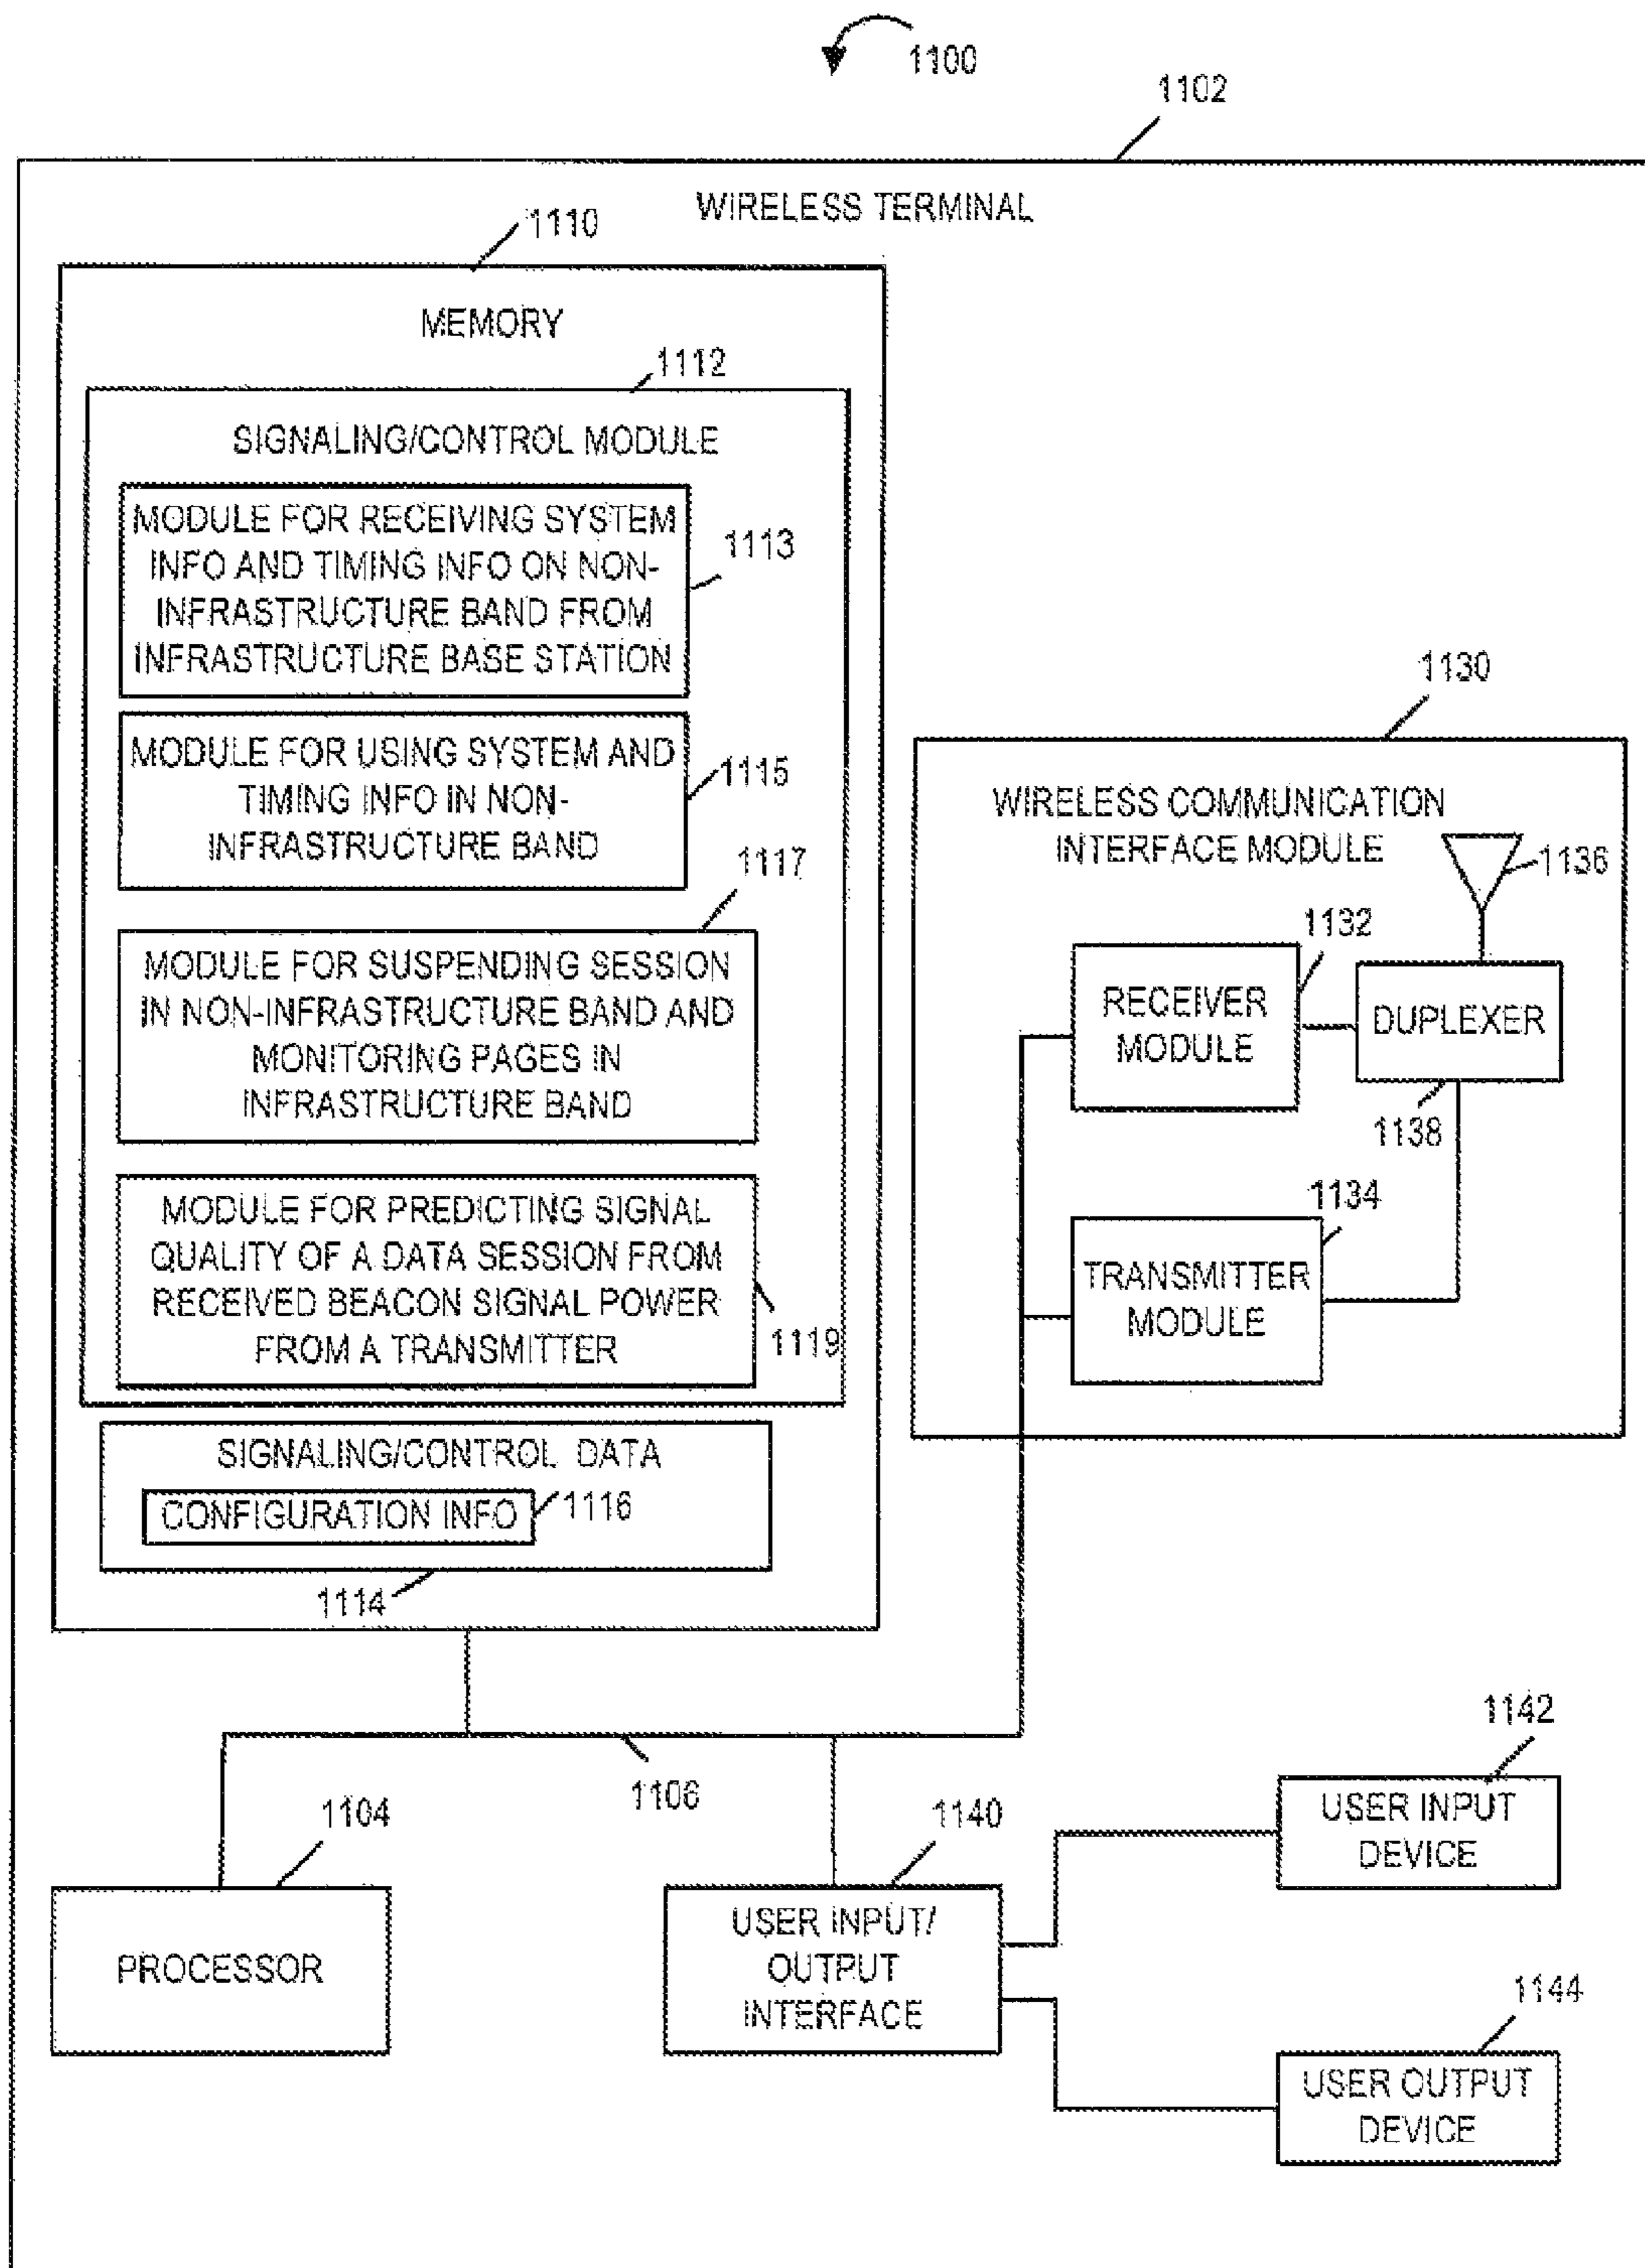 1100
1102
WIRELESS TERMINAL
1110
MEMORY
1112
SIGNALING/CONTROL MODULE
MODULE FOR RECEIVING SYSTEM
INFO AND TIMING INFO ON NON-
INFRASTRUCTURE BAND FROM
INFRASTRUCTURE BASE STATION
1113
MODULE FOR USING SYSTEM AND
TIMING INFO IN NON-
INFRASTRUCTURE BAND
1115
1117
MODULE FOR SUSPENDING SESSION
IN NON-INFRASTRUCTURE BAND AND
MONITORING PAGES IN
INFRASTRUCTURE BAND
MODULE FOR PREDICTING SIGNAL
QUALITY OF A DATA SESSION FROM
RECEIVED BEACON SIGNAL POWER
FROM A TRANSMITTER
1119
SIGNALING/CONTROL DATA
CONFIGURATION INFO
1116
1114
1130
WIRELESS COMMUNICATION
INTERFACE MODULE
1136
1132
RECEIVER
MODULE
DUPLEXER
1138
1134
TRANSMITTER
MODULE
1106
1104
PROCESSOR
1140
USER INPUT/
OUTPUT
INTERFACE
1142
USER INPUT
DEVICE
1144
USER OUTPUT
DEVICE